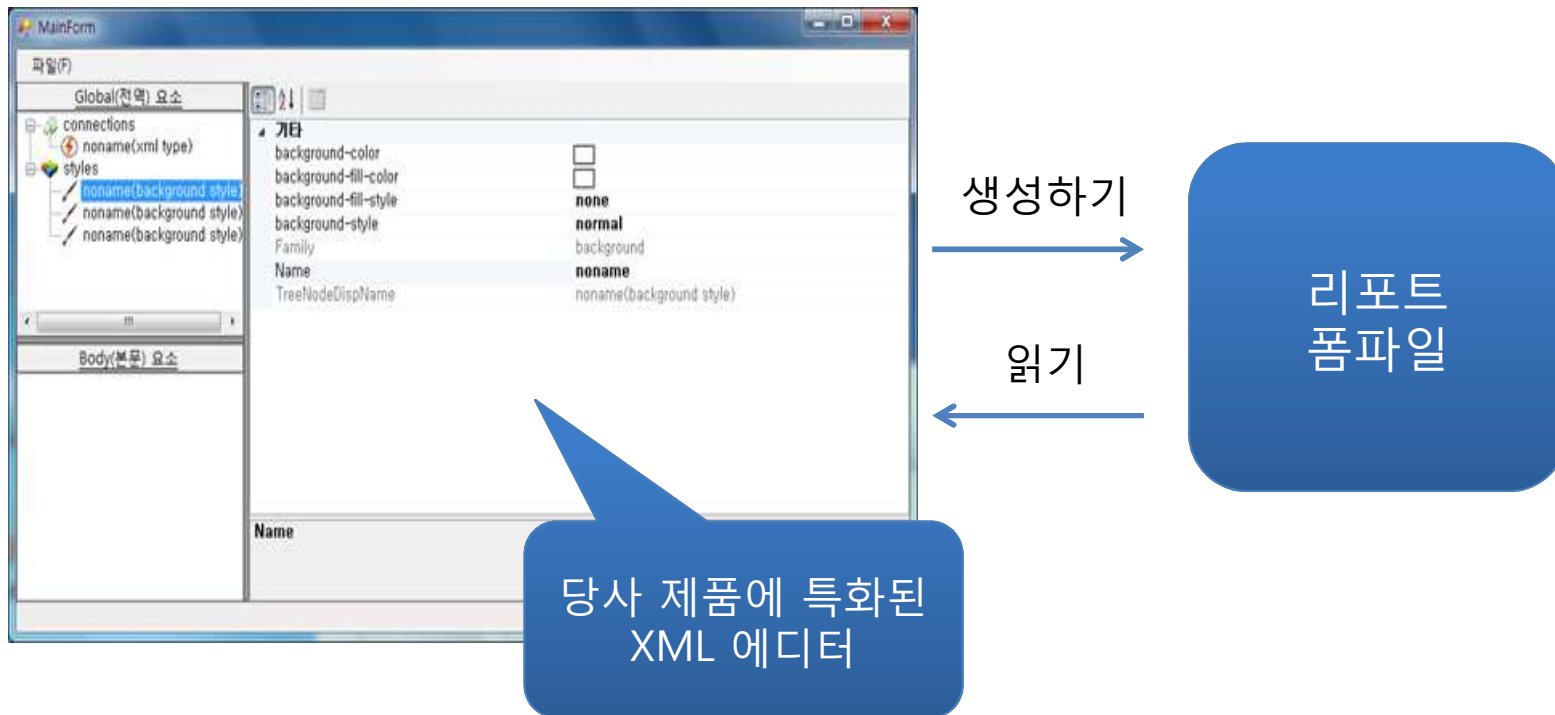 MainForm
파일(F)
Global(전역) 요소
connections
noname(xml type)
styles
noname(background style)
noname(background style)
noname(background style)
Body(본문) 요소
기타
background-color
background-fill-color
background-fill-style none
background-style normal
Family background
Name noname
TreeNodeDispName noname(background style)
Name
생성하기
읽기
리포트
폼파일
당사 제품에 특화된
XML 에디터